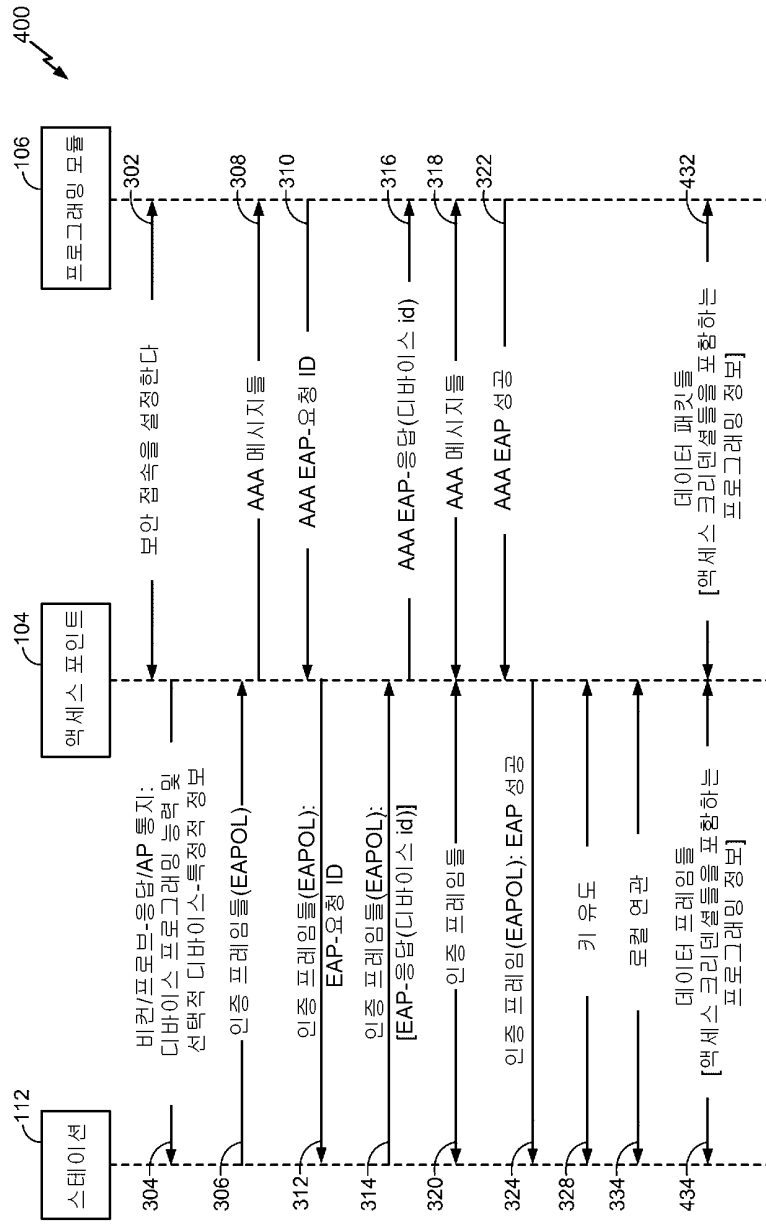 400
112
스테이션
104
액세스 포인트
106
프로그래밍 모듈
302
보안 접속을 설정한다
304
비컨/프로브-응답/AP 통지:
디바이스 프로그래밍 능력 및
선택적 디바이스-특정적 정보
306
인증 프레임들(EAPOL)
308
AAA 메시지들
310
AAA EAP-요청 ID
312
인증 프레임들(EAPOL):
EAP-요청 ID
314
인증 프레임들(EAPOL):
[EAP-응답(디바이스 id)]
316
AAA EAP-응답(디바이스 id)
318
AAA 메시지들
320
인증 프레임들
322
AAA EAP 성공
324
인증 프레임(EAPOL): EAP 성공
328
키 유도
334
로컬 연관
434
데이터 프레임들
[액세스 크리덴셜들을 포함하는
프로그래밍 정보]
432
데이터 패킷들
[액세스 크리덴셜들을 포함하는
프로그래밍 정보]